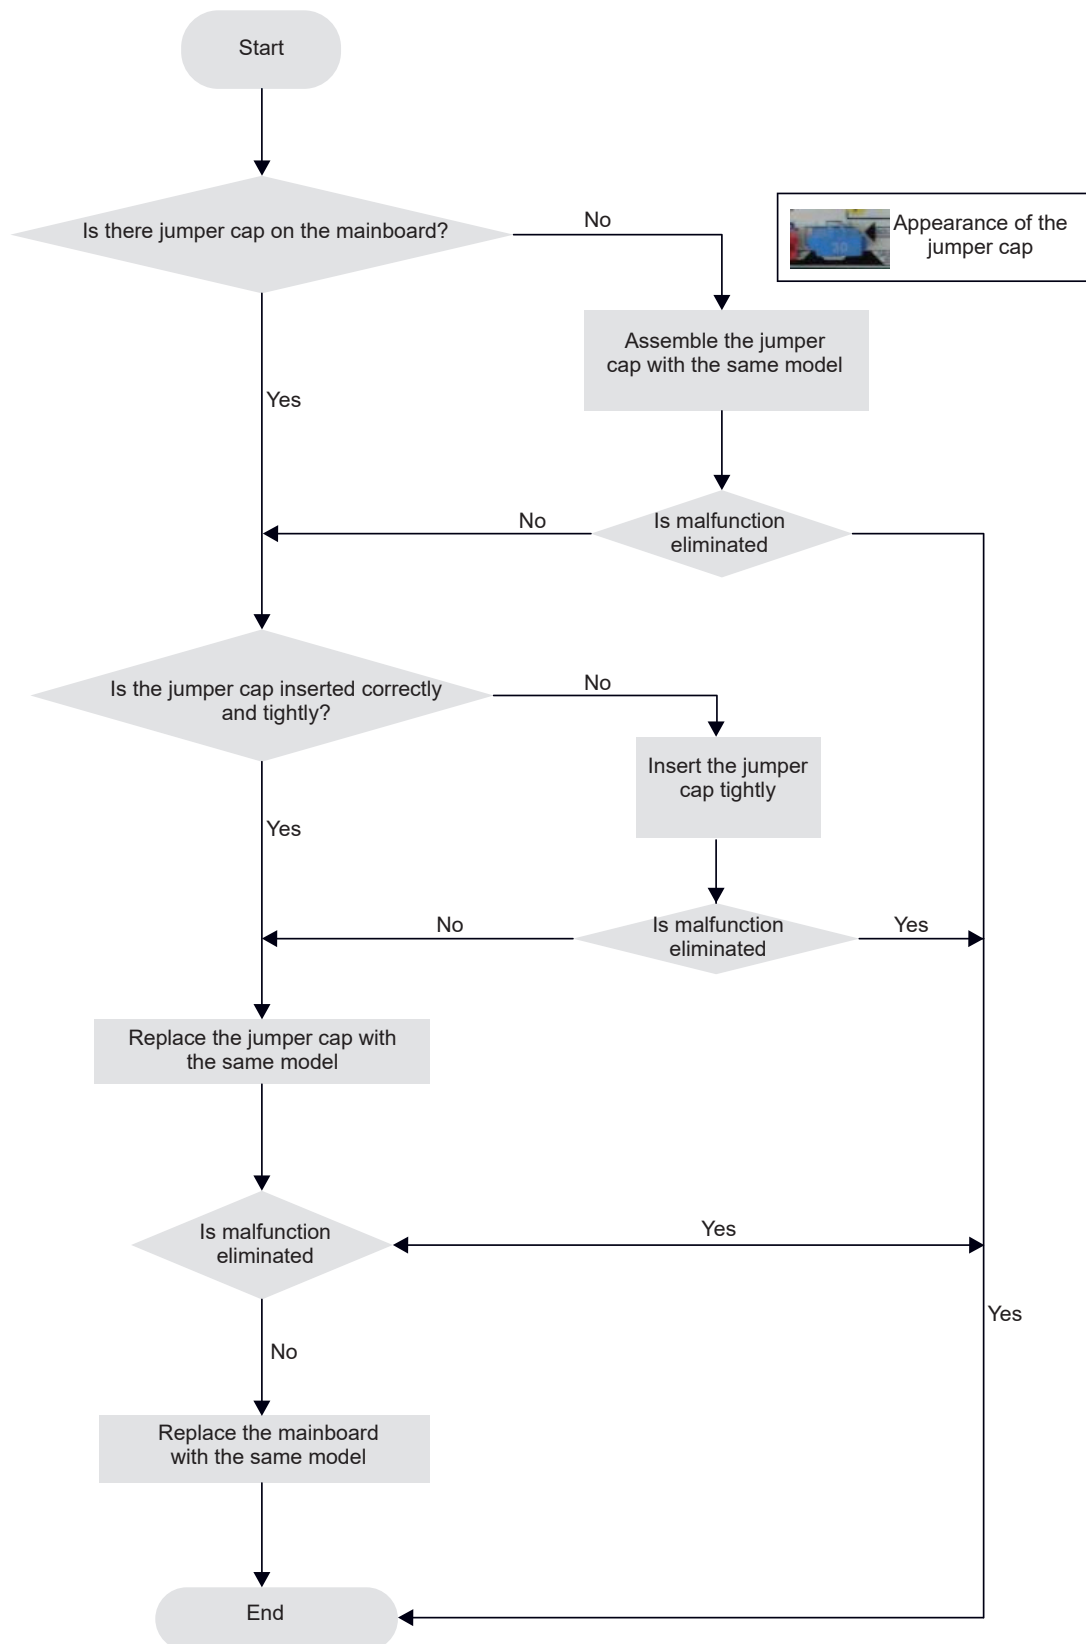 Start
Is there jumper cap on the mainboard?
No
30
Appearance of the
jumper cap
Assemble the jumper
cap with the same model
Yes
No
Is malfunction
eliminated
Is the jumper cap inserted correctly
and tightly?
No
Insert the jumper
cap tightly
Yes
No
Is malfunction
eliminated
Yes
Replace the jumper cap with
the same model
Is malfunction
eliminated
Yes
Yes
No
Replace the mainboard
with the same model
End